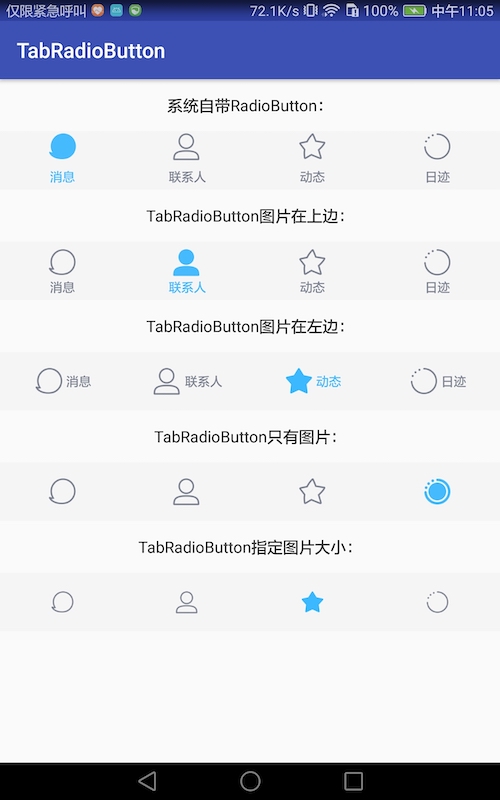 仅限紧急呼叫 72.1K/s 100% 中午11:05
TabRadioButton
系统自带RadioButton：
消息 联系人 动态 日迹
TabRadioButton图片在上边：
消息 联系人 动态 日迹
TabRadioButton图片在左边：
消息 联系人 动态 日迹
TabRadioButton只有图片：
TabRadioButton指定图片大小：